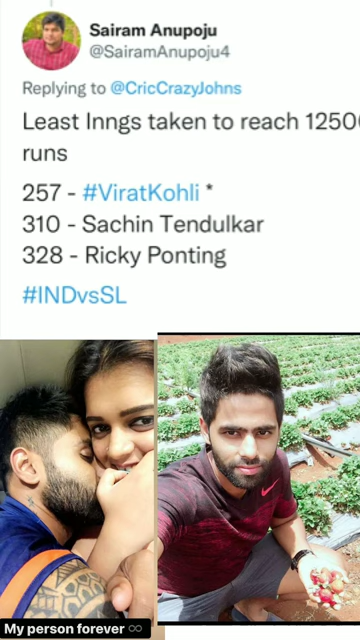 Sairam Anupoju
@SairamAnupoju4
Replying to @CricCrazyJohns
Least Inngs taken to reach 1250
runs
257 - #ViratKohli *
310 - Sachin Tendulkar
328 - Ricky Ponting
#INDvsSL
My person forever ♾